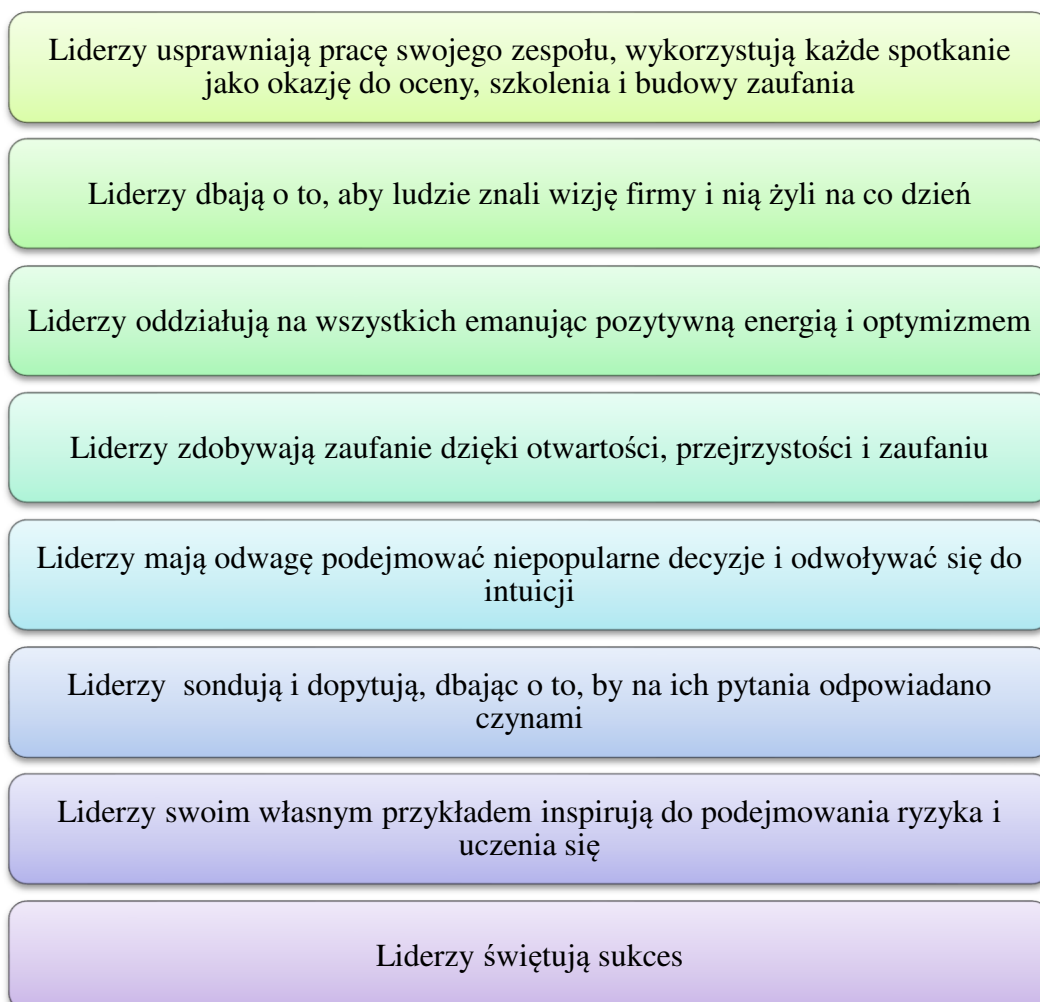 Liderzy usprawniają pracę swojego zespołu, wykorzystują każde spotkanie
jako okazję do oceny, szkolenia i budowy zaufania
Liderzy dbają o to, aby ludzie znali wizję firmy i nią żyli na co dzień
Liderzy oddziałują na wszystkich emanując pozytywną energią i optymizmem
Liderzy zdobywają zaufanie dzięki otwartości, przejrzystości i zaufaniu
Liderzy mają odwagę podejmować niepopularne decyzje i odwoływać się do
intuicji
Liderzy  sondują i dopytują, dbając o to, by na ich pytania odpowiadano
czynami
Liderzy swoim własnym przykładem inspirują do podejmowania ryzyka i
uczenia się
Liderzy świętują sukces